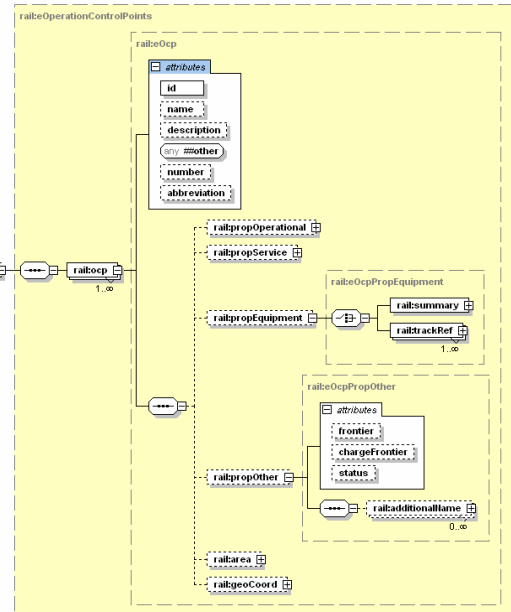 rail:eOperationControlPoints
rail:eOcp
attributes
id
name
description
any ##other
number
abbreviation
rail:propOperational
rail:propService
rail:eOcpPropEquipment
rail:ocp
1..∞
rail:propEquipment
rail:summary
rail:trackRef
1..∞
rail:eOcpPropOther
attributes
frontier
chargeFrontier
status
rail:propOther
rail:additionalName
0..∞
rail:area
rail:geoCoord